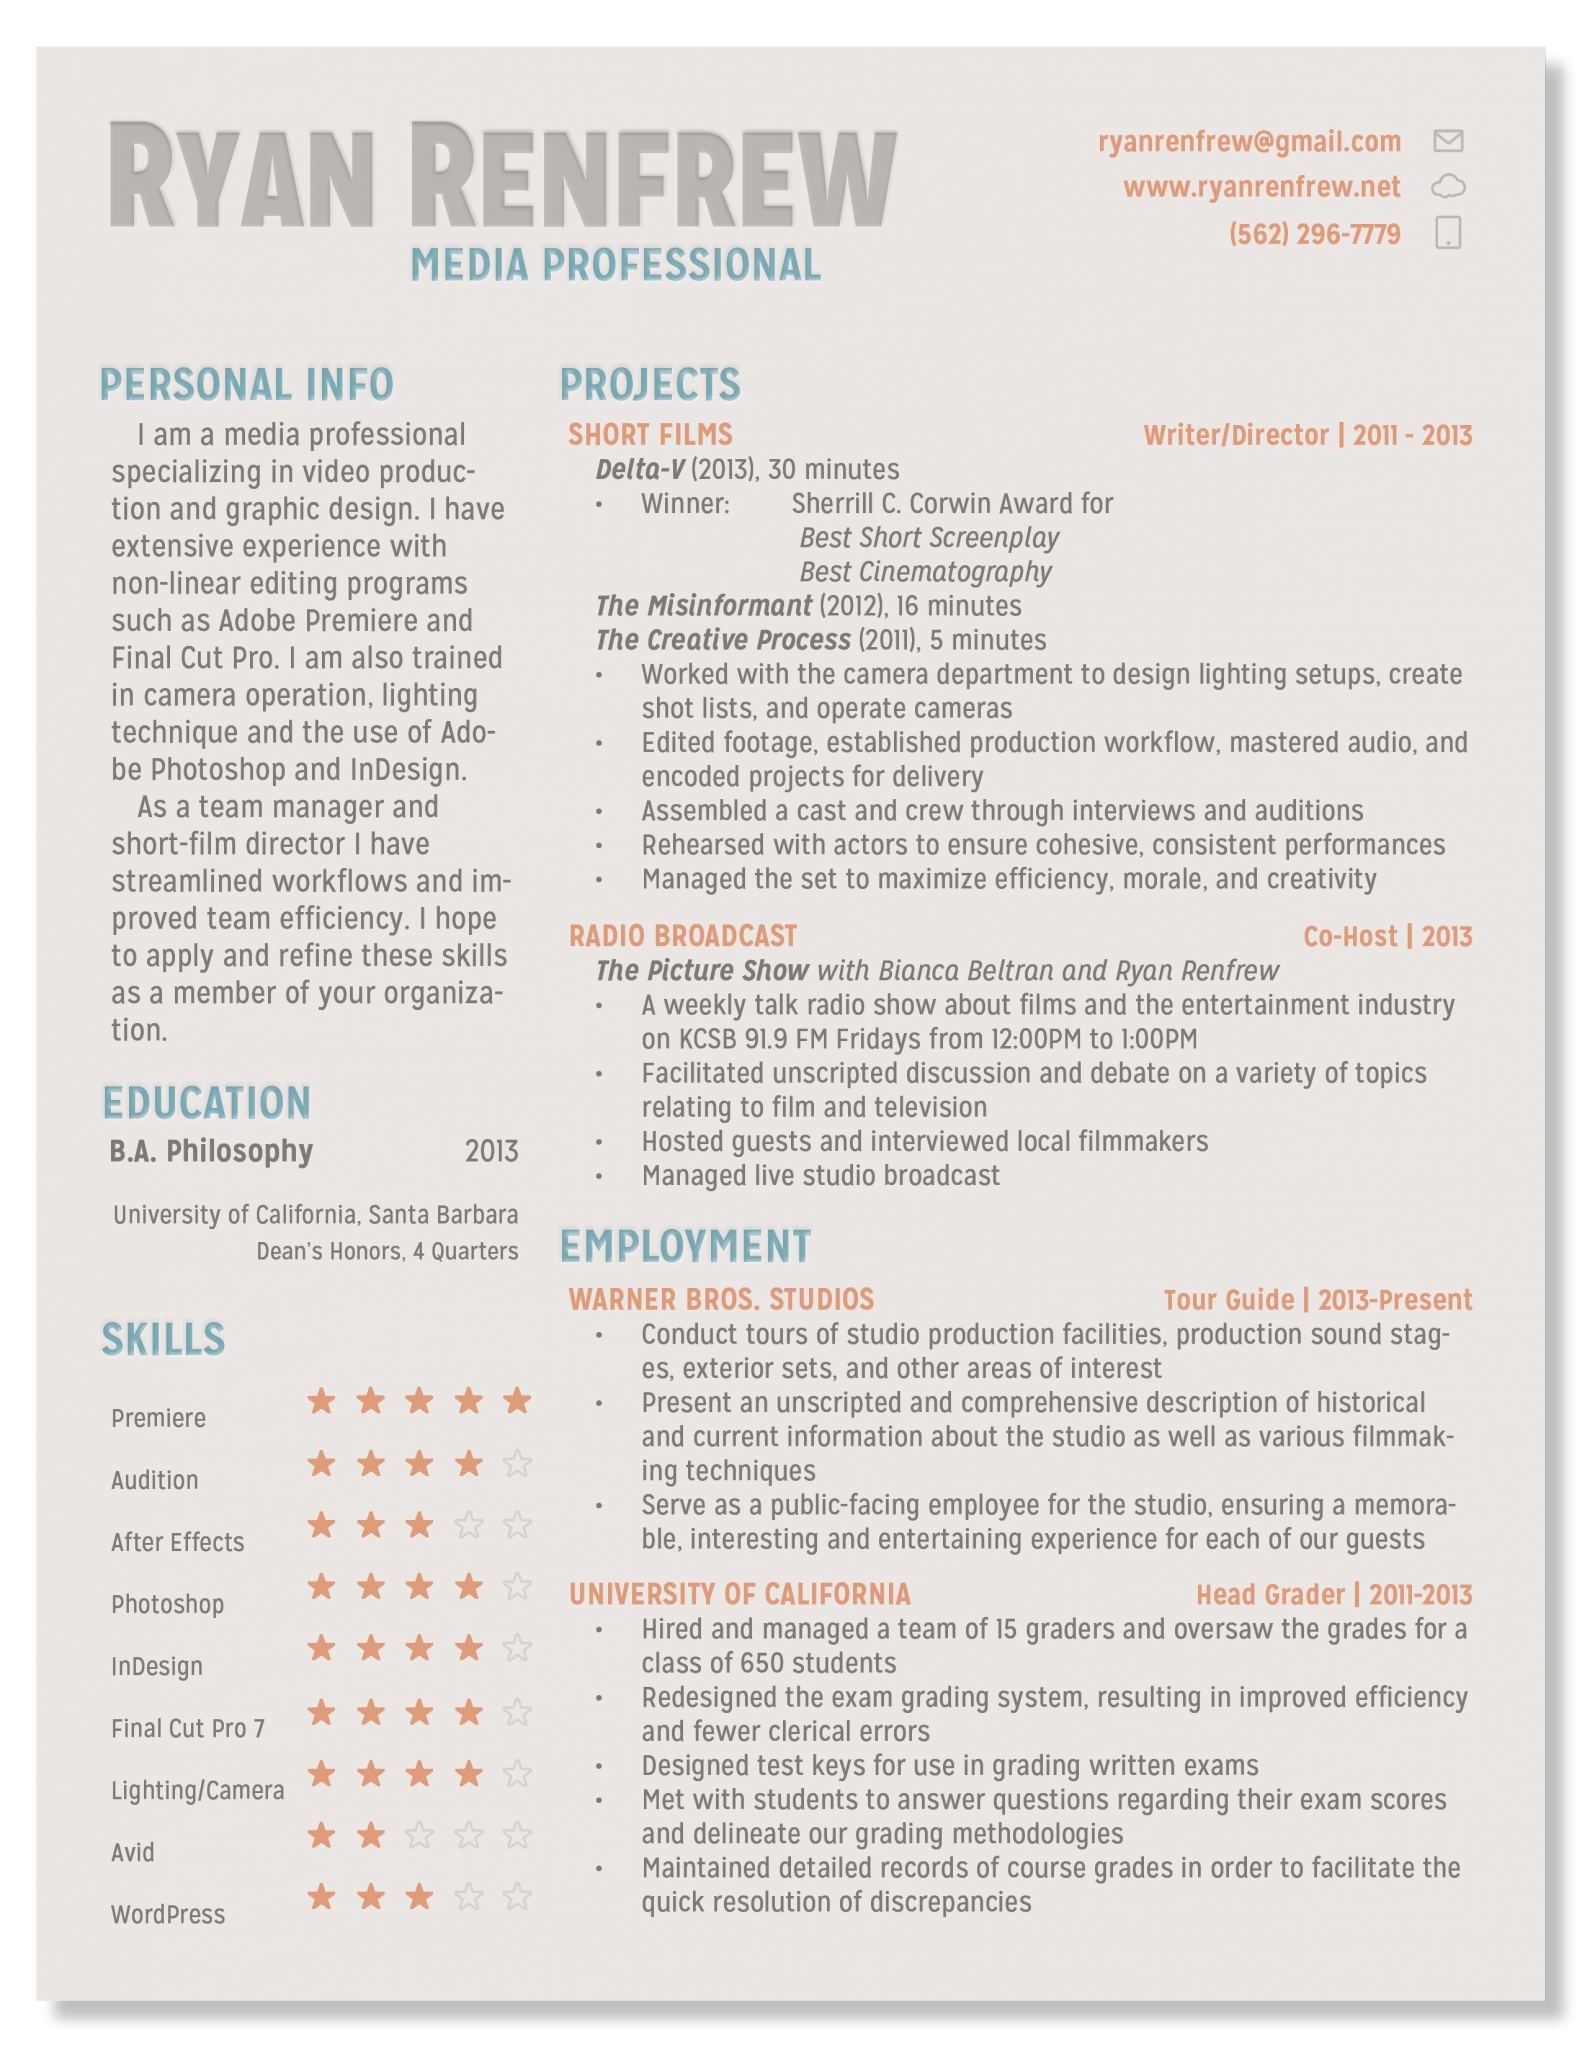 RYAN RENFREW
MEDIA PROFESSIONAL
ryanrenfrew@gmail.com
www.ryanrenfrew.net
(562) 296-7779
PERSONAL INFO
I am a media professional
specializing in video produc-
tion and graphic design. I have
extensive experience with
non-linear editing programs
such as Adobe Premiere and
Final Cut Pro. I am also trained
in camera operation, lighting
technique and the use of Ado-
be Photoshop and InDesign.
As a team manager and
short-film director I have
streamlined workflows and im-
proved team efficiency. I hope
to apply and refine these skills
as a member of your organiza-
tion.
EDUCATION
B.A. Philosophy 2013
University of California, Santa Barbara
Dean's Honors, 4 Quarters
SKILLS
Premiere
Audition
After Effects
Photoshop
InDesign
Final Cut Pro 7
Lighting/Camera
Avid
WordPress
PROJECTS
SHORT FILMS Writer/Director | 2011 - 2013
Delta-V (2013), 30 minutes
• Winner: Sherrill C. Corwin Award for
Best Short Screenplay
Best Cinematography
The Misinformant (2012), 16 minutes
The Creative Process (2011), 5 minutes
• Worked with the camera department to design lighting setups, create
shot lists, and operate cameras
• Edited footage, established production workflow, mastered audio, and
encoded projects for delivery
• Assembled a cast and crew through interviews and auditions
• Rehearsed with actors to ensure cohesive, consistent performances
• Managed the set to maximize efficiency, morale, and creativity
RADIO BROADCAST Co-Host | 2013
The Picture Show with Bianca Beltran and Ryan Renfrew
• A weekly talk radio show about films and the entertainment industry
on KCSB 91.9 FM Fridays from 12:00PM to 1:00PM
• Facilitated unscripted discussion and debate on a variety of topics
relating to film and television
• Hosted guests and interviewed local filmmakers
• Managed live studio broadcast
EMPLOYMENT
WARNER BROS. STUDIOS Tour Guide | 2013-Present
• Conduct tours of studio production facilities, production sound stag-
es, exterior sets, and other areas of interest
• Present an unscripted and comprehensive description of historical
and current information about the studio as well as various filmmak-
ing techniques
• Serve as a public-facing employee for the studio, ensuring a memora-
ble, interesting and entertaining experience for each of our guests
UNIVERSITY OF CALIFORNIA Head Grader | 2011-2013
• Hired and managed a team of 15 graders and oversaw the grades for a
class of 650 students
• Redesigned the exam grading system, resulting in improved efficiency
and fewer clerical errors
• Designed test keys for use in grading written exams
• Met with students to answer questions regarding their exam scores
and delineate our grading methodologies
• Maintained detailed records of course grades in order to facilitate the
quick resolution of discrepancies